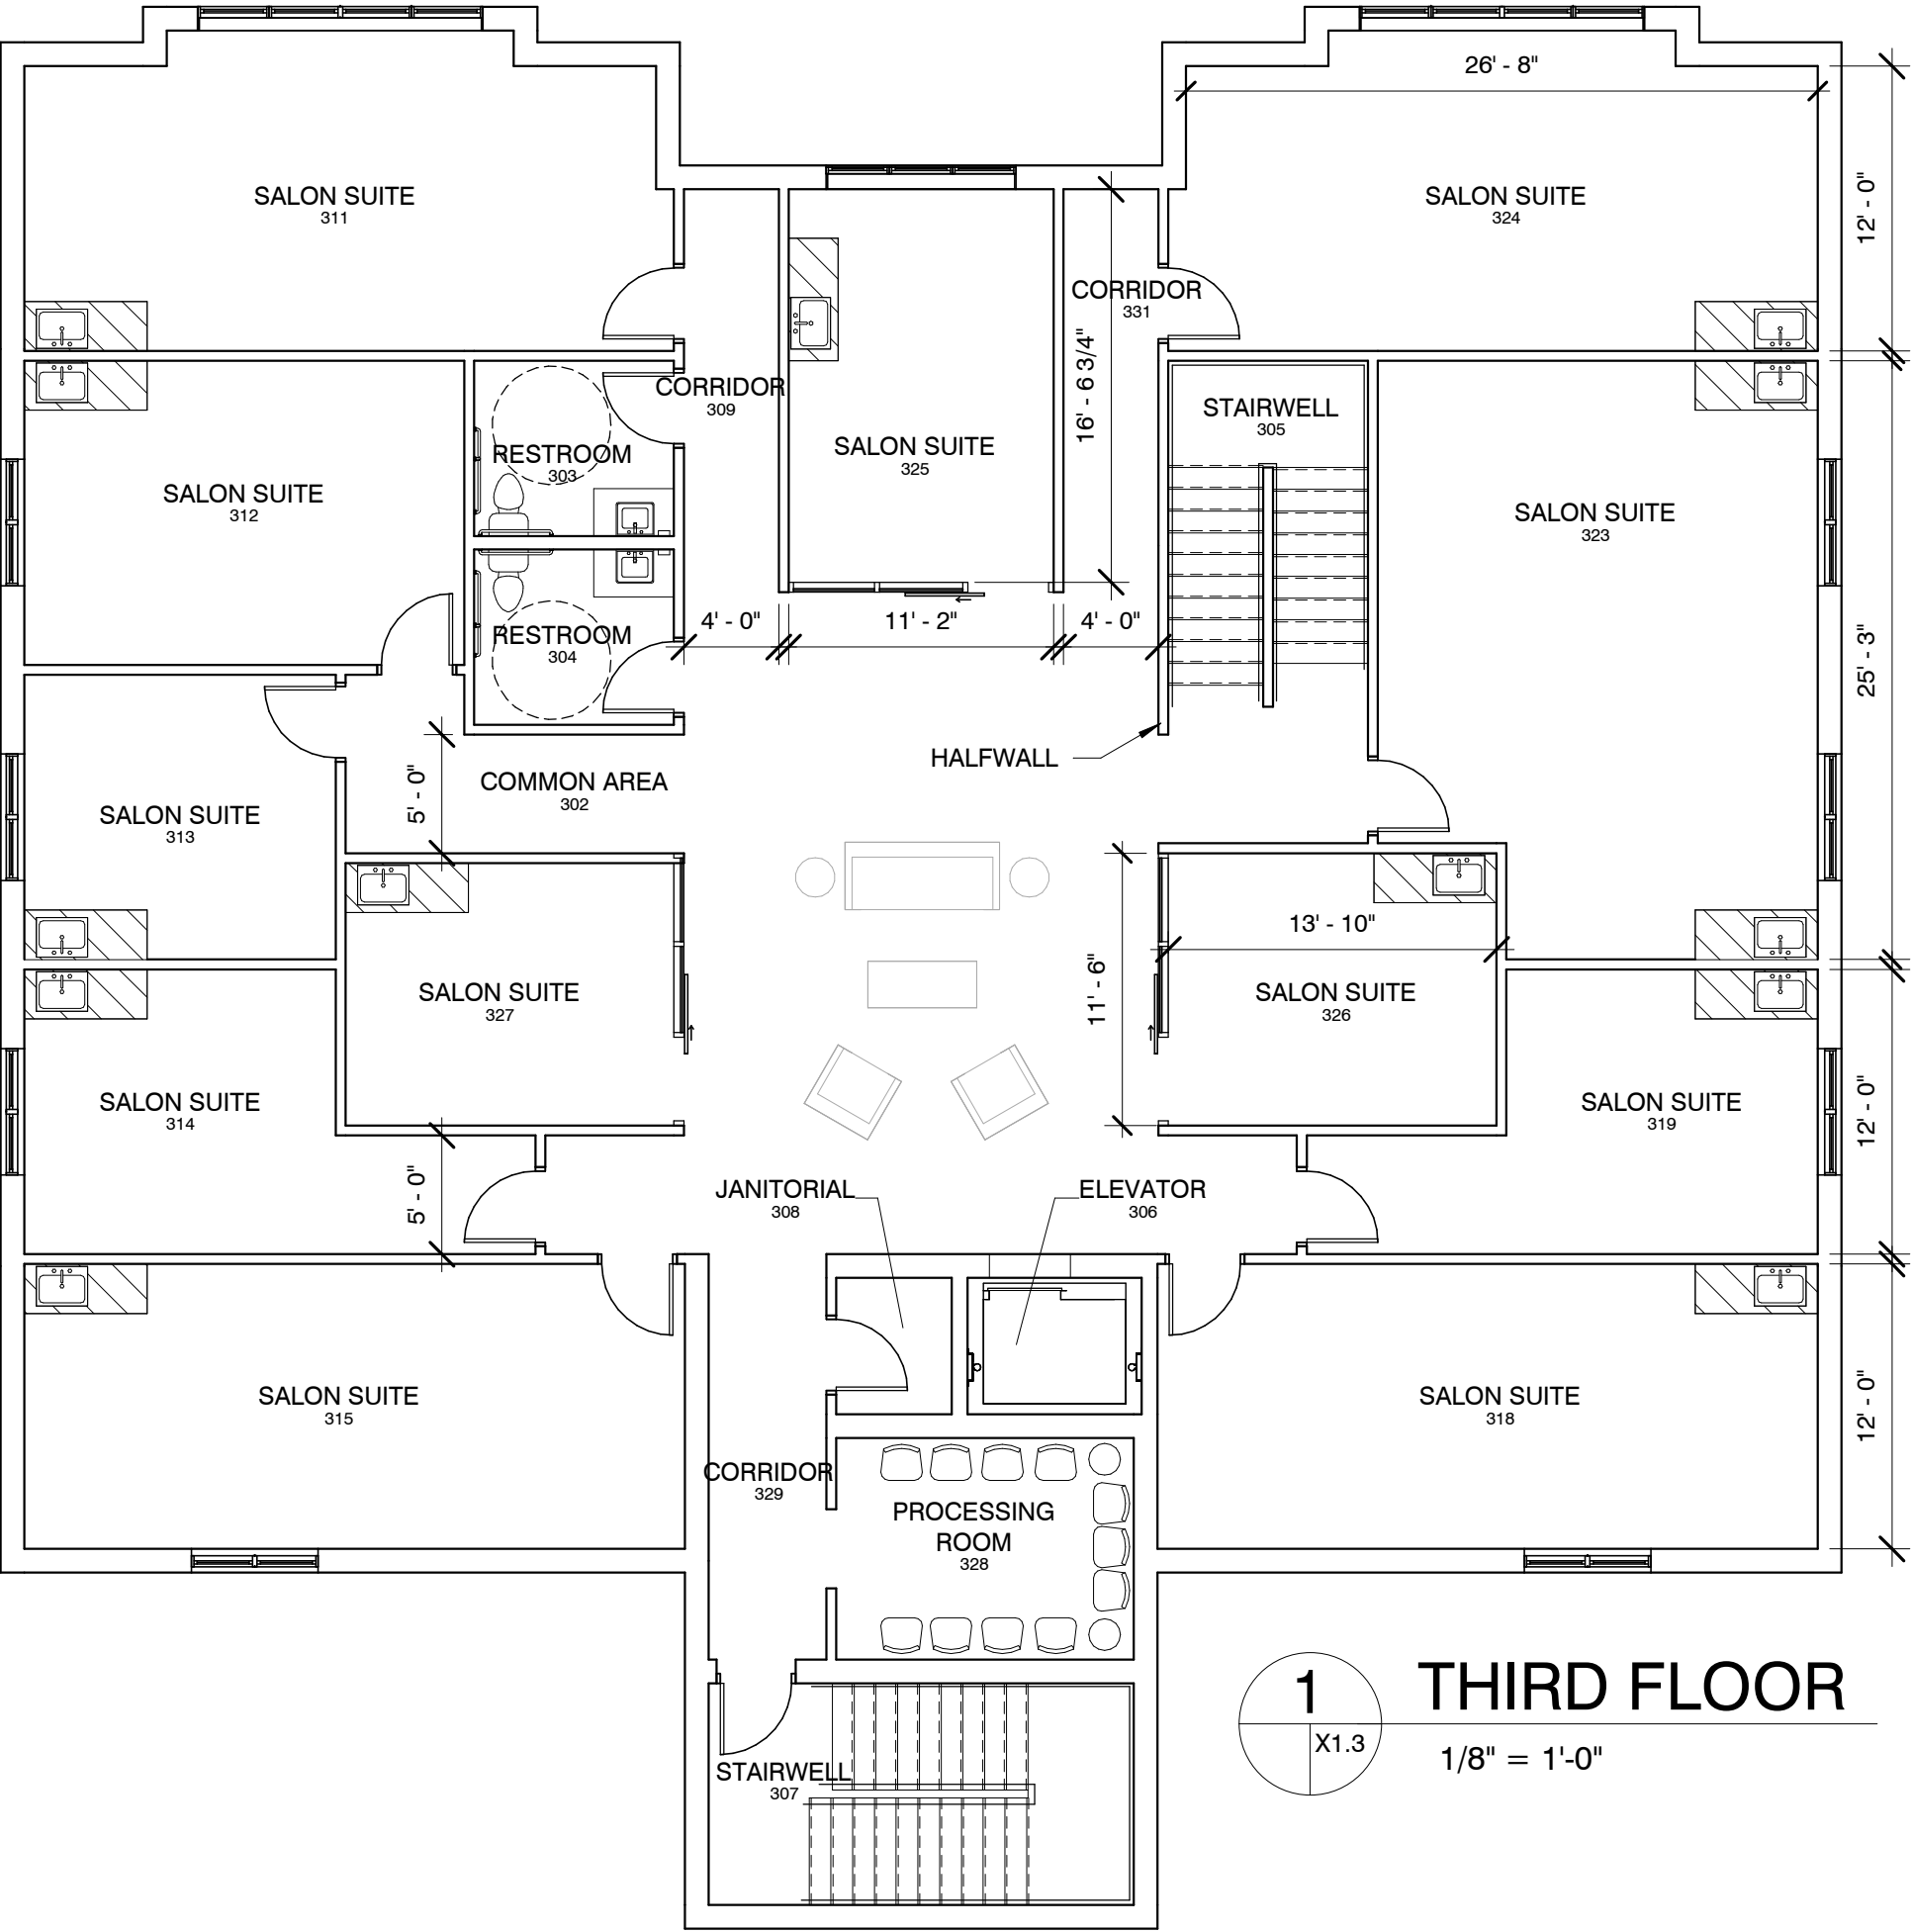 26' - 8"
SALON SUITE
311
SALON SUITE
324
12' - 0"
CORRIDOR
331
16' - 6 3/4"
CORRIDOR
309
STAIRWELL
305
SALON SUITE
325
RESTROOM
303
SALON SUITE
312
SALON SUITE
323
4' - 0"
11' - 2"
4' - 0"
RESTROOM
304
25' - 3"
HALFWALL
COMMON AREA
302
5' - 0"
SALON SUITE
313
13' - 10"
SALON SUITE
327
11' - 6"
SALON SUITE
326
SALON SUITE
314
SALON SUITE
319
12' - 0"
5' - 0"
JANITORIAL
308
ELEVATOR
306
SALON SUITE
315
SALON SUITE
318
12' - 0"
CORRIDOR
329
PROCESSING
ROOM
328
STAIRWELL
307
1
X1.3
THIRD FLOOR
1/8" = 1'-0"